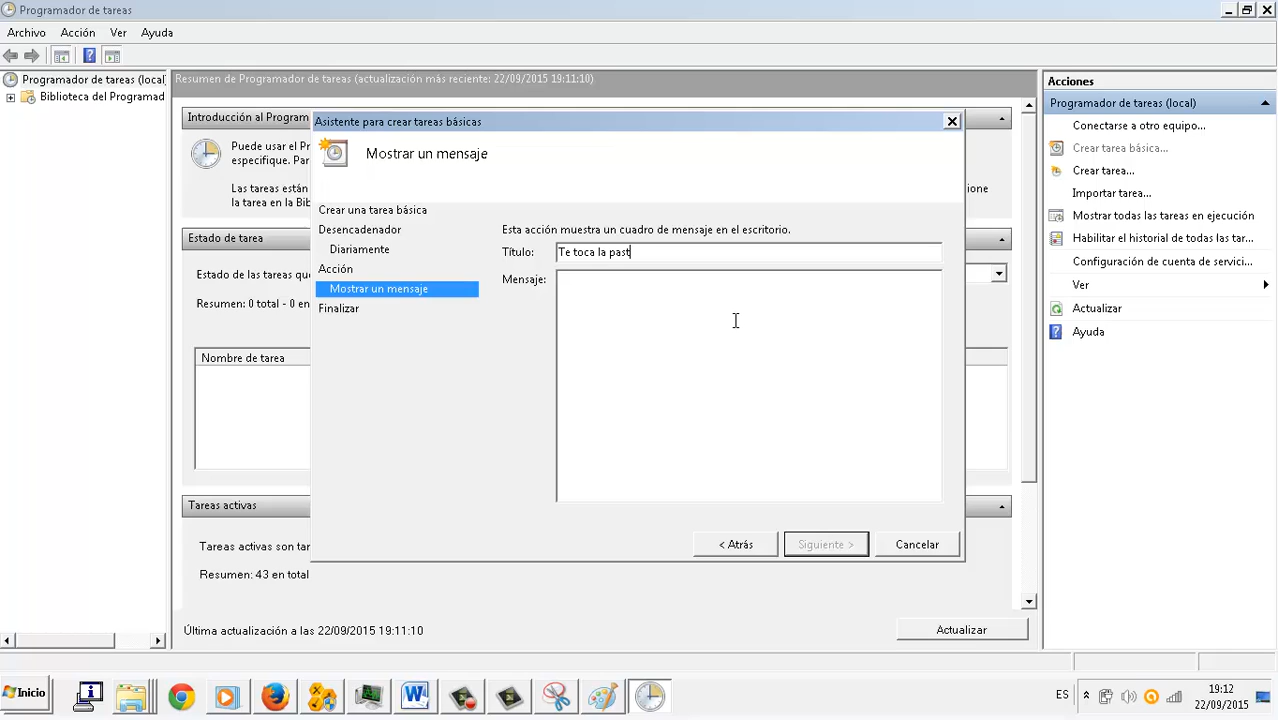 Programador de tareas
Archivo Acción Ver Ayuda
Programador de tareas (local
Biblioteca del Programad
Resumen de Programador de tareas (actualización más reciente: 22/09/2015 19:11:10)
Introducción al Program
Puede usar el P
especifique. Par
Las tareas están
la tarea en la Bib
ione
Estado de tarea
Estado de las tareas que
Resumen: 0 total - 0 en
Nombre de tarea
Tareas activas
Tareas activas son tar
Resumen: 43 en total
Última actualización a las 22/09/2015 19:11:10
Actualizar
Asistente para crear tareas básicas
Mostrar un mensaje
Crear una tarea básica
Desencadenador
Diariamente
Acción
Mostrar un mensaje
Finalizar
Esta acción muestra un cuadro de mensaje en el escritorio.
Título: Te toca la past
Mensaje:
< Atrás Siguiente > Cancelar
Acciones
Programador de tareas (local)
Conectarse a otro equipo...
Crear tarea básica...
Crear tarea...
Importar tarea...
Mostrar todas las tareas en ejecución
Habilitar el historial de todas las tar...
Configuración de cuenta de servici...
Ver
Actualizar
Ayuda
Inicio
ES
19:12
22/09/2015